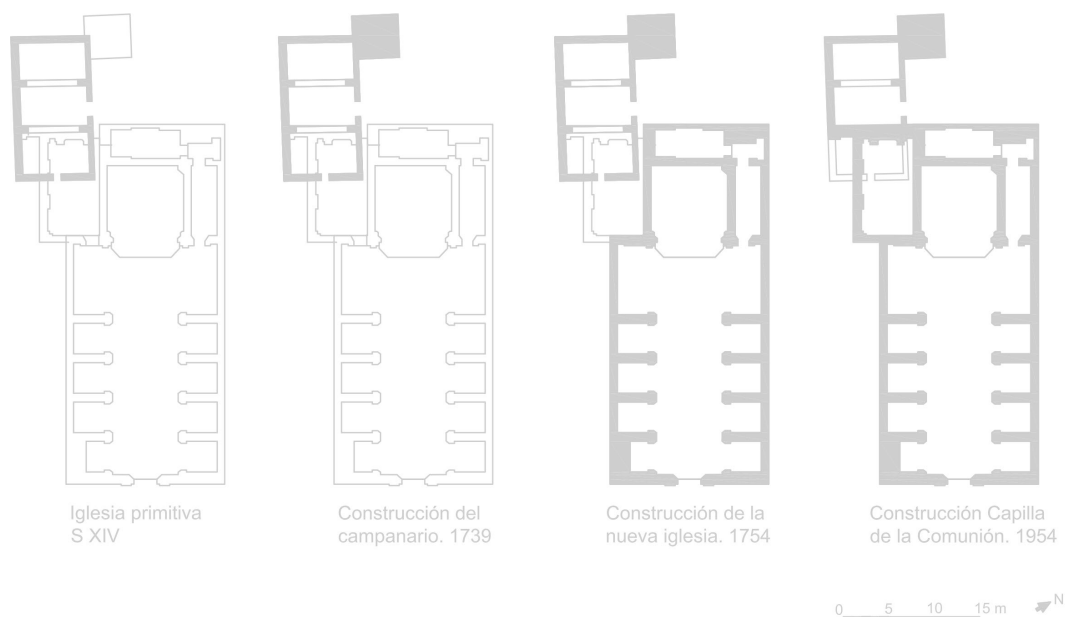 Iglesia primitiva
S XIV
Construcción del
campanario. 1739
Construcción de la
nueva iglesia. 1754
Construcción Capilla
de la Comunión. 1954
0 5 10 15 m
N